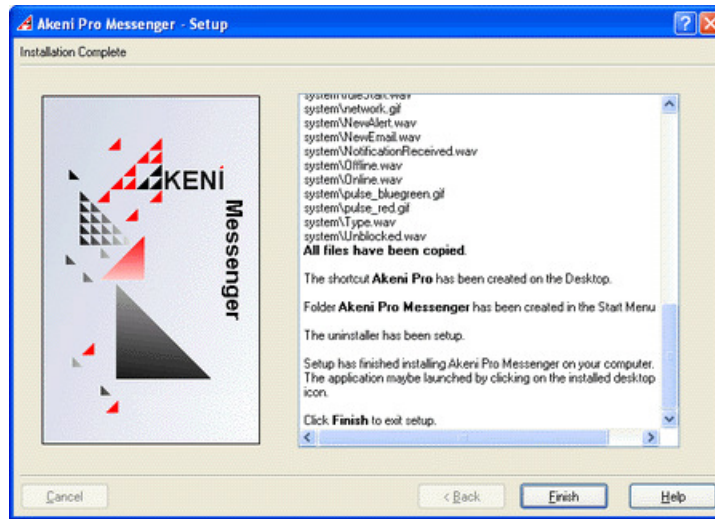 Akeni Pro Messenger - Setup
Installation Complete
AKENI
Messenger
system\network.gif
system\NewAlert.wav
system\NewEmail.wav
system\NotificationReceived.wav
system\Offline.wav
system\Online.wav
system\pulse_bluegreen.gif
system\pulse_red.gif
system\Type.wav
system\Unblocked.wav
All files have been copied.
The shortcut Akeni Pro has been created on the Desktop.
Folder Akeni Pro Messenger has been created in the Start Menu
The uninstaller has been setup.
Setup has finished installing Akeni Pro Messenger on your computer.
The application maybe launched by clicking on the installed desktop
icon.
Click Finish to exit setup.
Cancel
< Back
Finish
Help